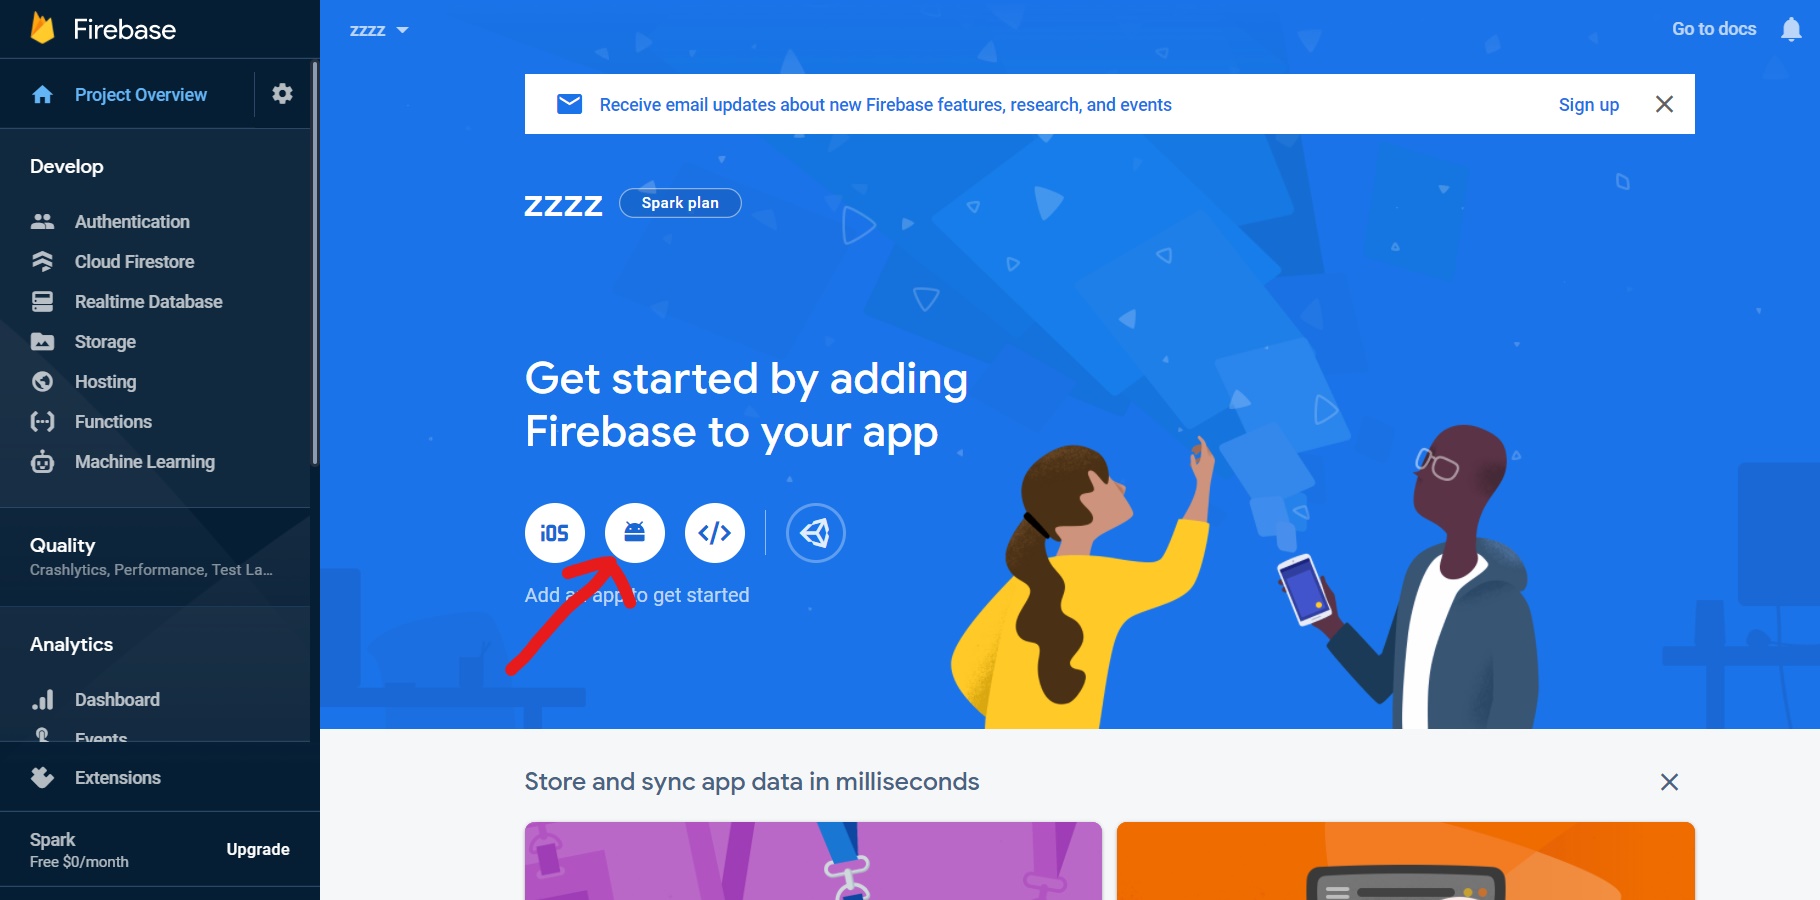 Firebase
Project Overview
Develop
Authentication
Cloud Firestore
Realtime Database
Storage
Hosting
Functions
Machine Learning
Quality
Crashlytics, Performance, Test La...
Analytics
Dashboard
Events
Extensions
Spark
Free $0/month
Upgrade
zzzz
Go to docs
Receive email updates about new Firebase features, research, and events
Sign up
zzzz
Spark plan
Get started by adding
Firebase to your app
iOS
</>
Add an app to get started
Store and sync app data in milliseconds